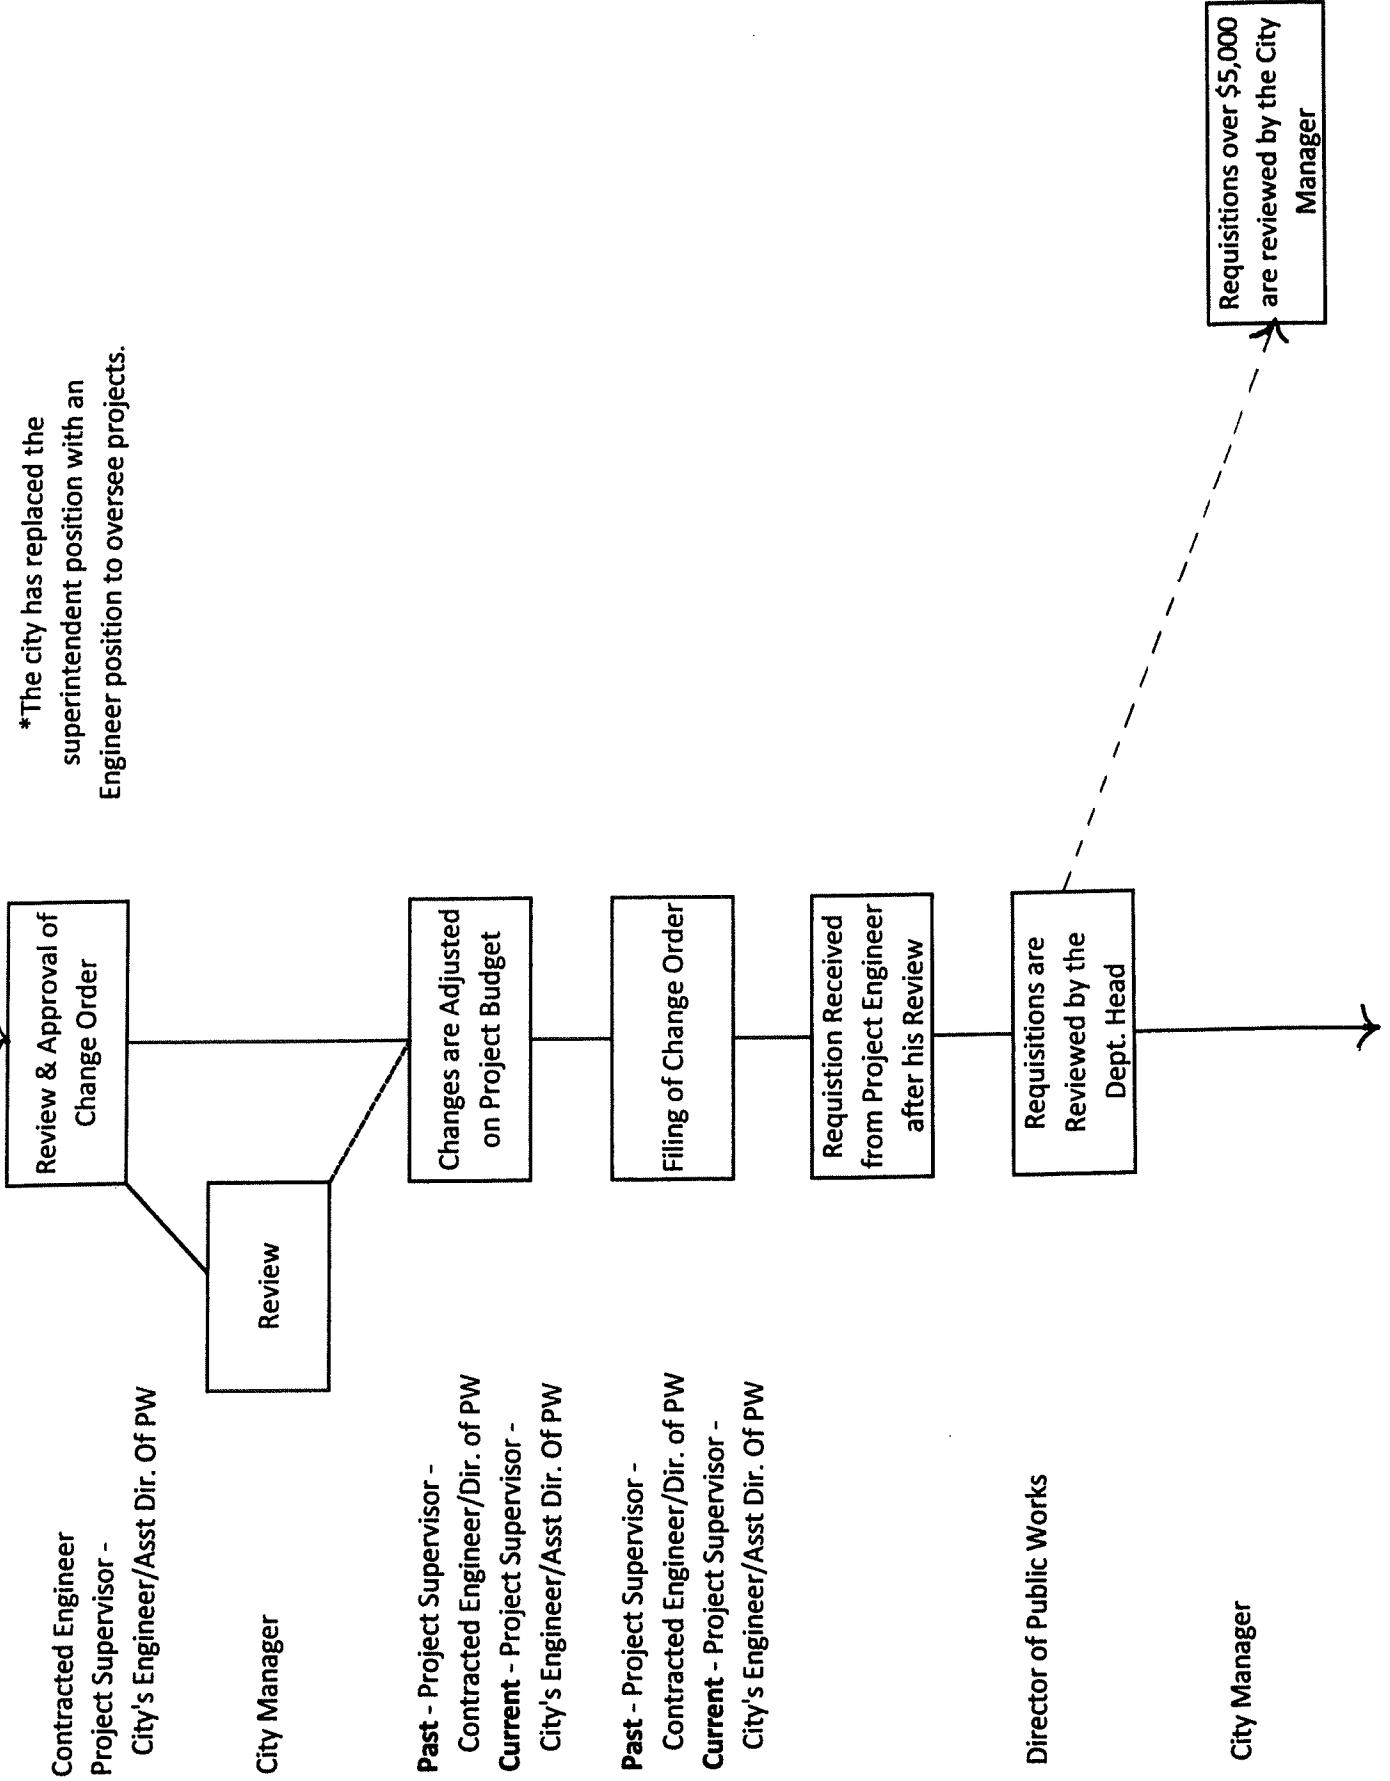 *The city has replaced the
superintendent position with an
Engineer position to oversee projects.
Contracted Engineer
Project Supervisor -
City's Engineer/Asst Dir. Of PW
Review & Approval of
Change Order
City Manager
Review
Past - Project Supervisor -
Contracted Engineer/Dir. of PW
Current - Project Supervisor -
City's Engineer/Asst Dir. Of PW
Changes are Adjusted
on Project Budget
Past - Project Supervisor -
Contracted Engineer/Dir. of PW
Current - Project Supervisor -
City's Engineer/Asst Dir. Of PW
Filing of Change Order
Requistion Received
from Project Engineer
after his Review
Director of Public Works
Requisitions are
Reviewed by the
Dept. Head
City Manager
Requisitions over $5,000
are reviewed by the City
Manager